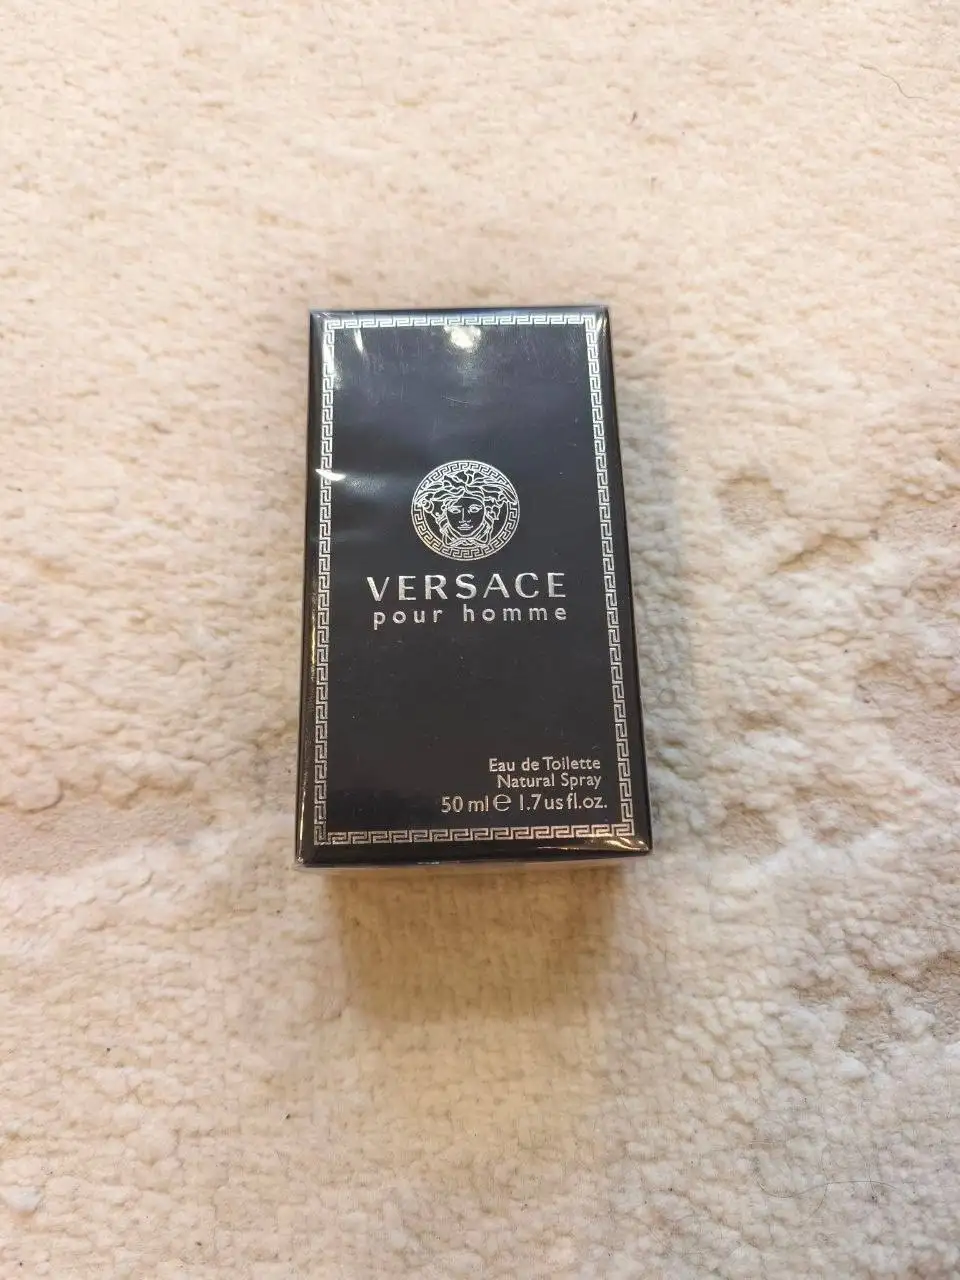 VERSACE
pour homme
Eau de Toilette
Natural Spray
50 ml ℮ 1.7 us fl.oz.